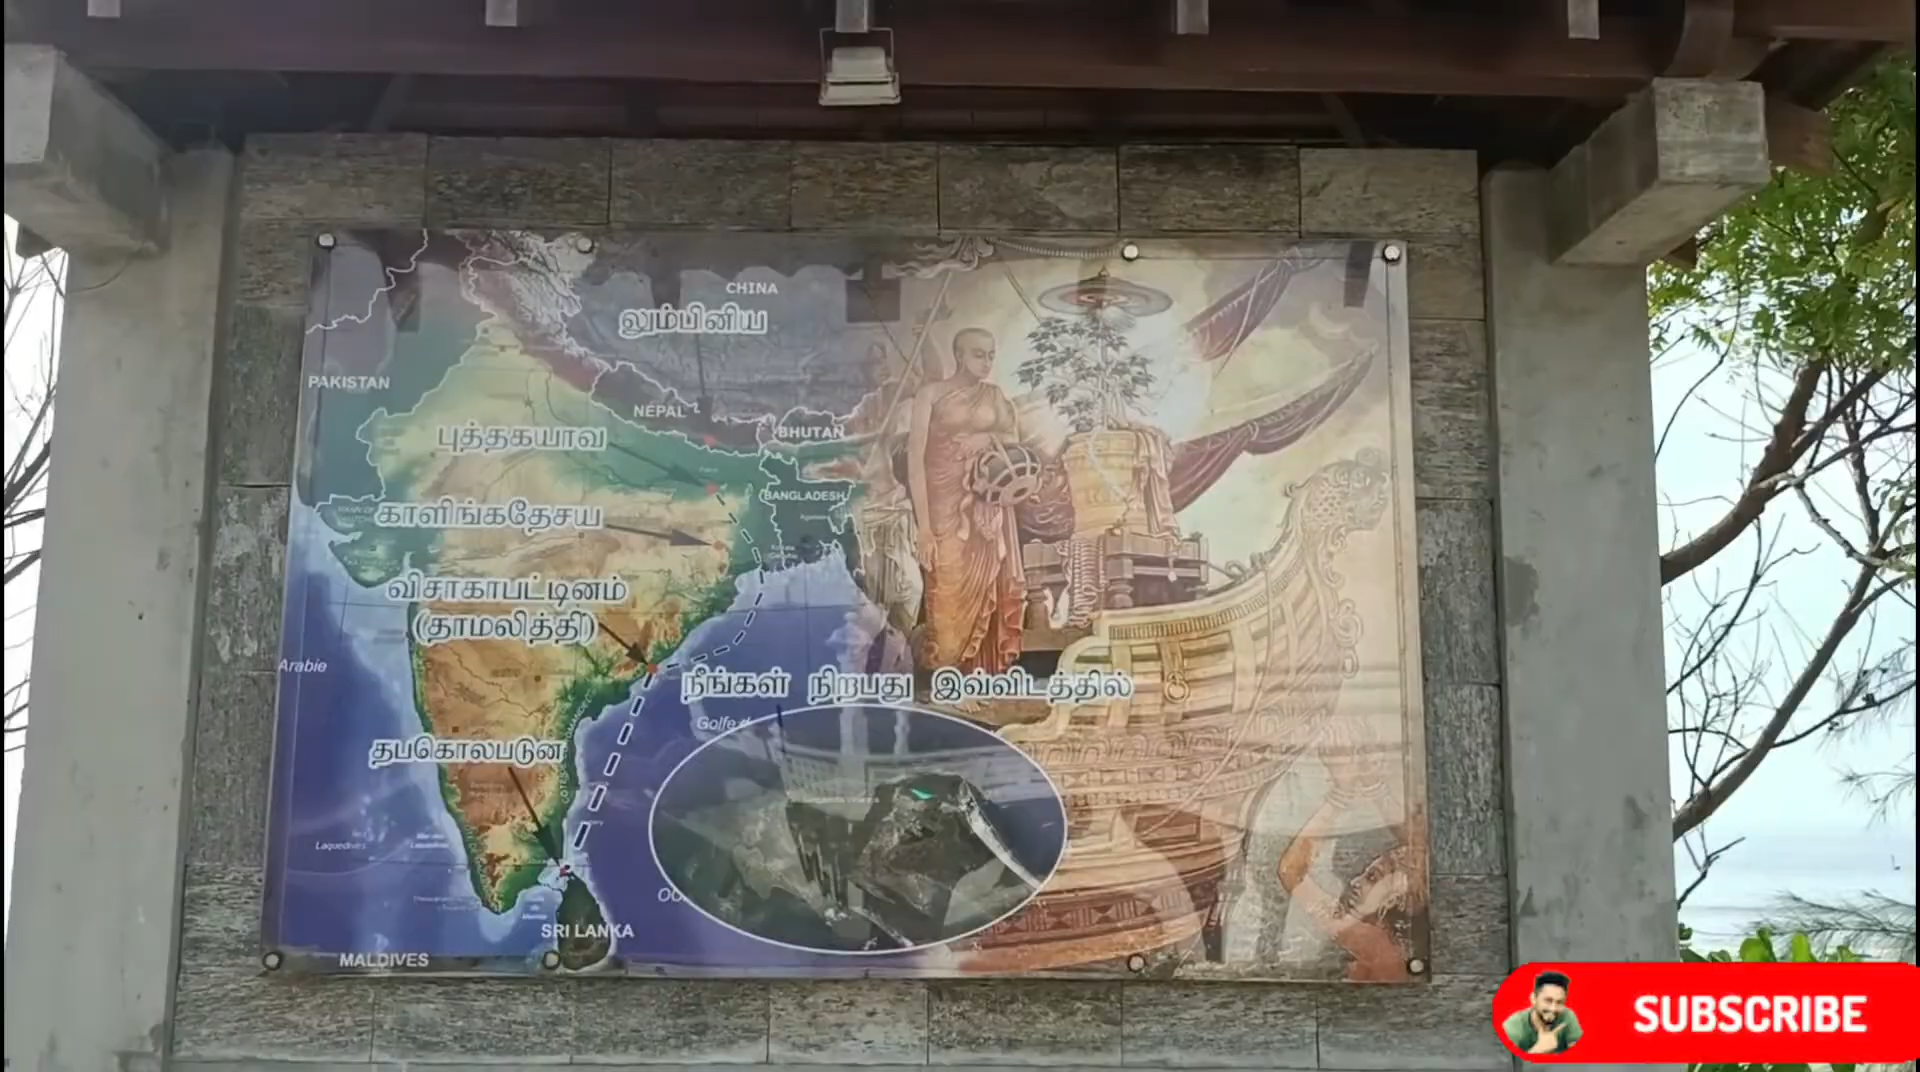 CHINA
லும்பினிய
PAKISTAN
NEPAL
BHUTAN
புத்தகயாவ
BANGLADESH
காளிங்கதேசய
விசாகாபட்டினம்
(தாமலித்தி)
Arabie
நீங்கள் நிறபது இவ்விடத்தில்
Golfe
தபகொலபடுன
Laquedives
SRI LANKA
MALDIVES
SUBSCRIBE